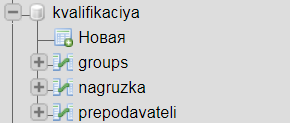 kvalifikaciya
Новая
groups
nagruzka
prepodavateli